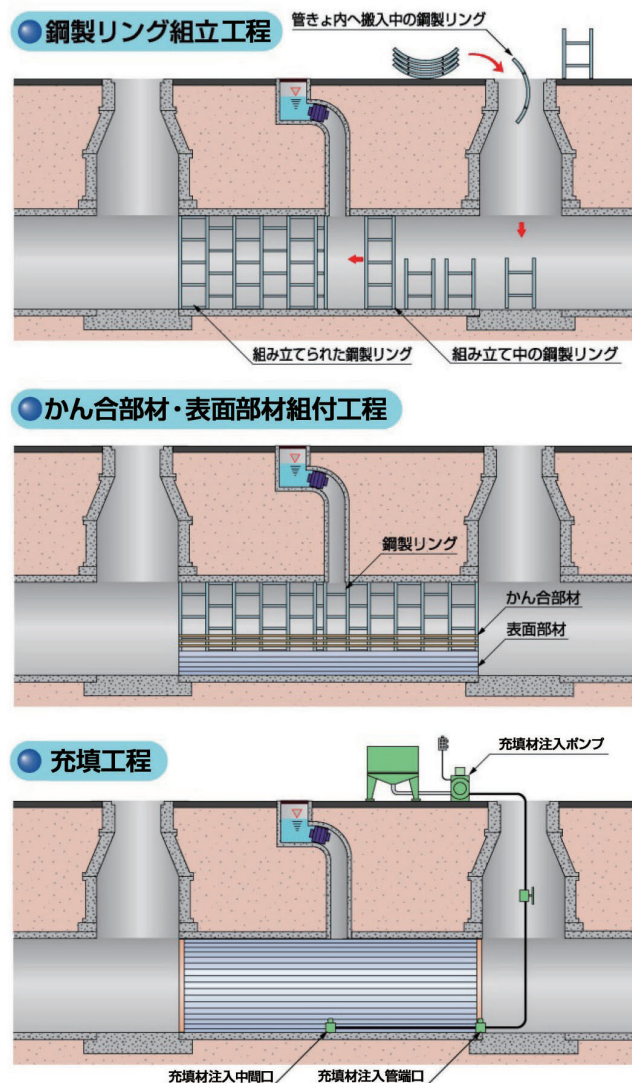 鋼製リング組立工程
管きょ内へ搬入中の鋼製リング
組み立てられた鋼製リング
組み立て中の鋼製リング
かん合部材・表面部材組付工程
鋼製リング
かん合部材
表面部材
充填工程
充填材注入ポンプ
充填材注入中間口
充填材注入管端口